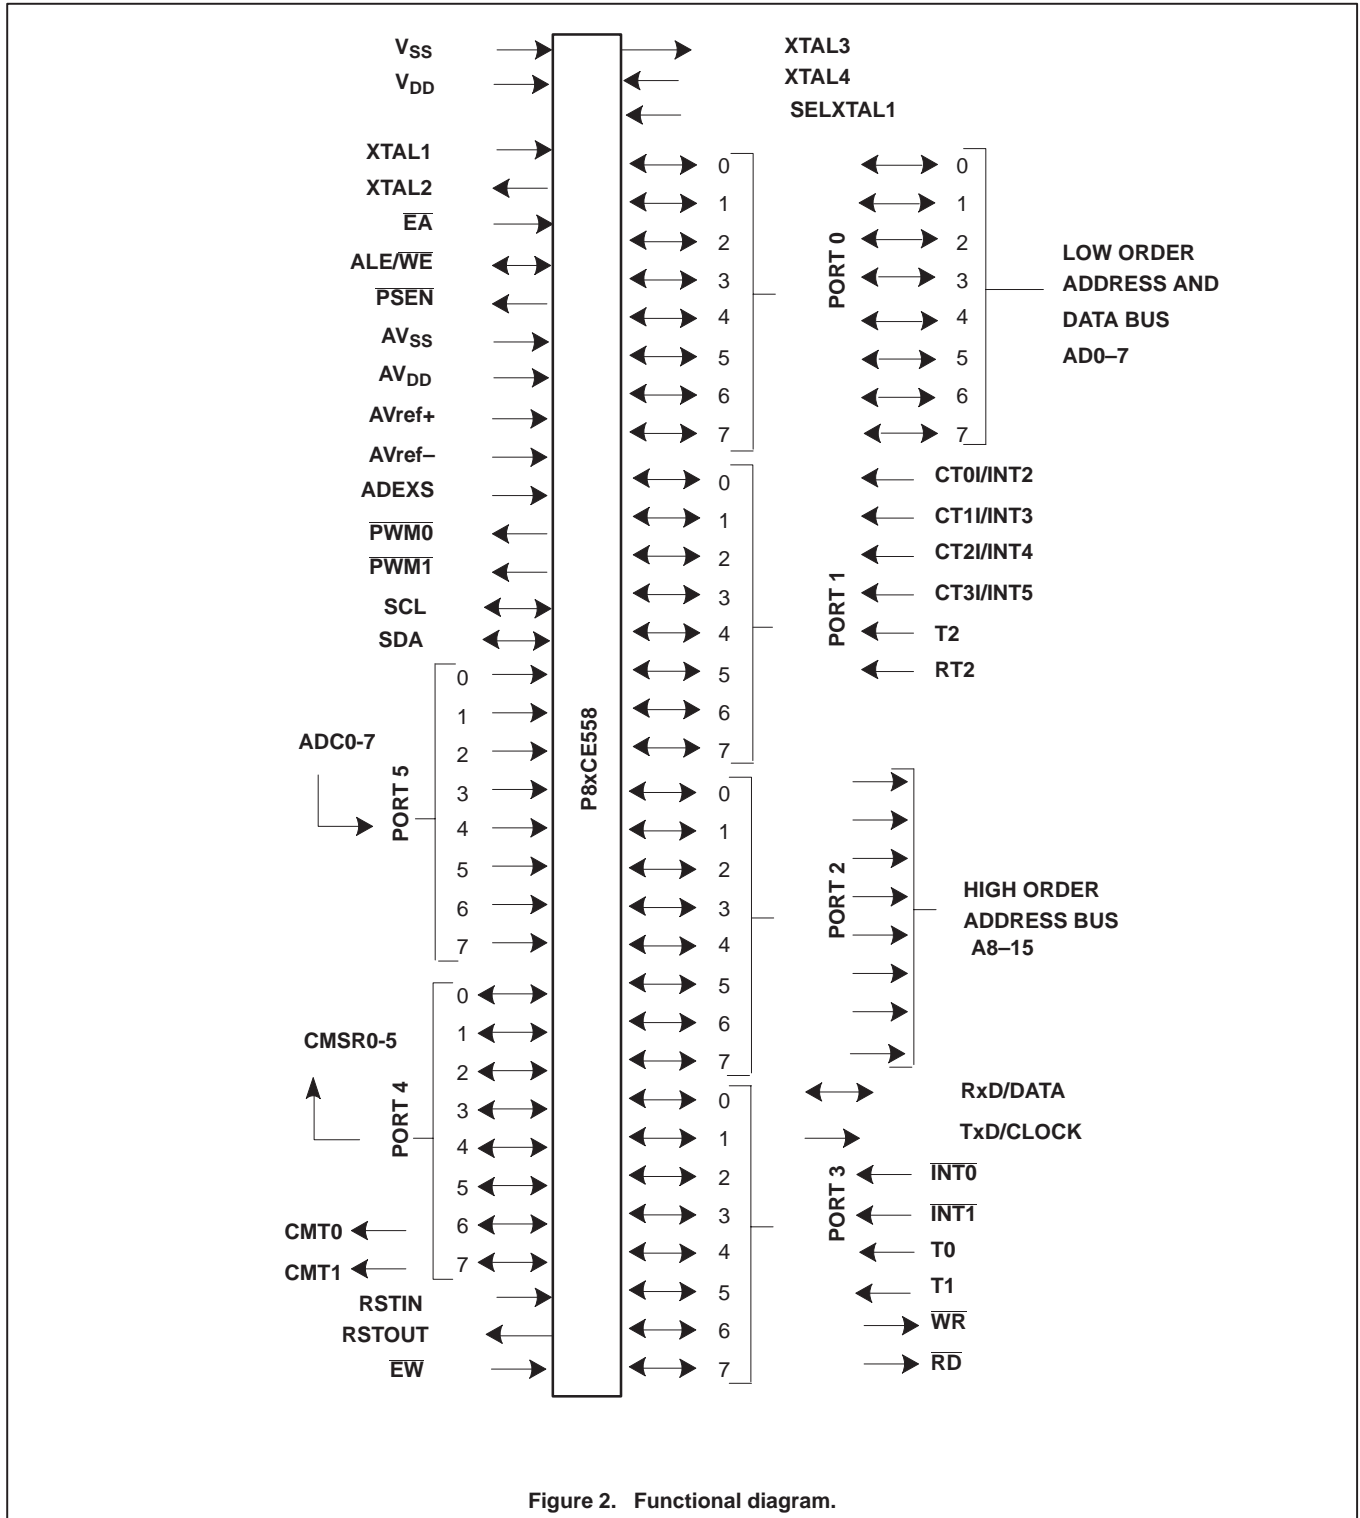 VSS
VDD
XTAL1
XTAL2
EA
ALE/WE
PSEN
AVSS
AVDD
AVref+
AVref–
ADEXS
PWM0
PWM1
SCL
SDA
ADC0-7
PORT 5
0
1
2
3
4
5
6
7
CMSR0-5
PORT 4
0
1
2
3
4
5
6
7
CMT0
CMT1
RSTIN
RSTOUT
EW
P8xCE558
XTAL3
XTAL4
SELXTAL1
0
1
2
3
4
5
6
7
PORT 0
0
1
2
3
4
5
6
7
LOW ORDER
ADDRESS AND
DATA BUS
AD0–7
0
1
2
3
4
5
6
7
PORT 1
CT0I/INT2
CT1I/INT3
CT2I/INT4
CT3I/INT5
T2
RT2
0
1
2
3
4
5
6
7
PORT 2
HIGH ORDER
ADDRESS BUS
A8–15
0
1
2
3
4
5
6
7
PORT 3
RxD/DATA
TxD/CLOCK
INT0
INT1
T0
T1
WR
RD
Figure 2. Functional diagram.